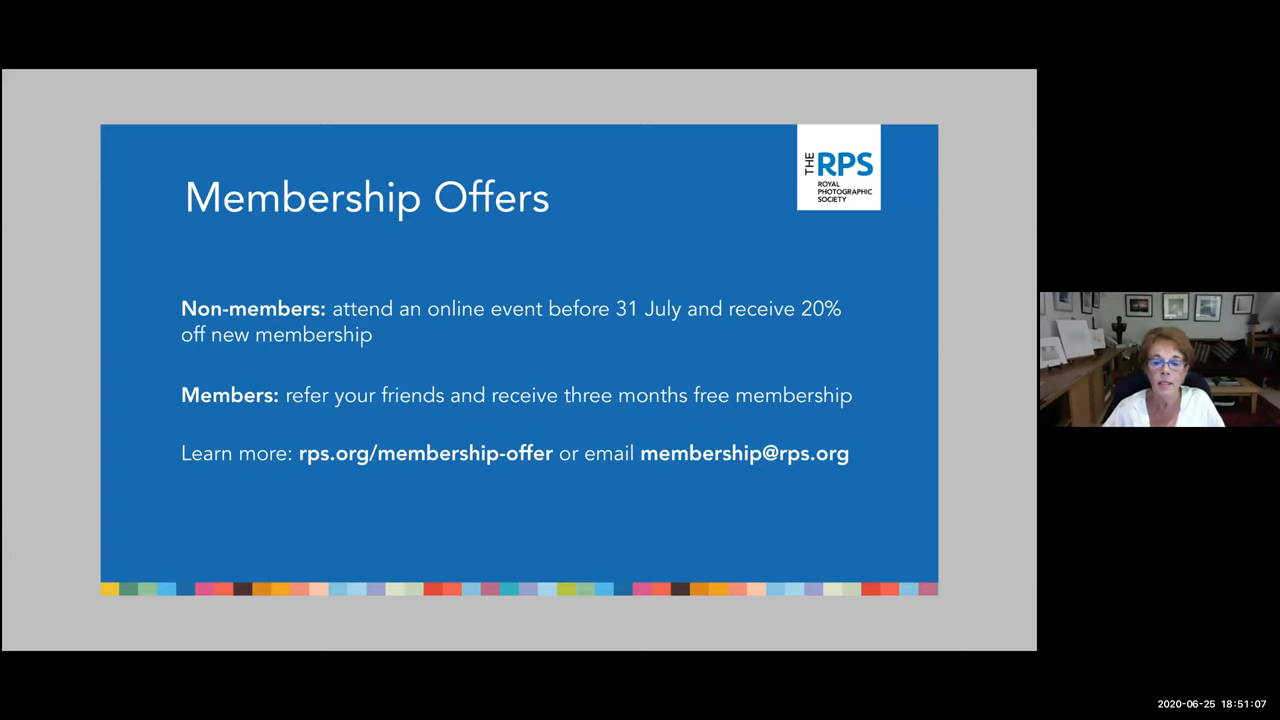 Membership Offers
THE RPS
ROYAL
PHOTOGRAPHIC
SOCIETY
Non-members: attend an online event before 31 July and receive 20%
off new membership
Members: refer your friends and receive three months free membership
Learn more: rps.org/membership-offer or email membership@rps.org
2020-06-25 18:51:07